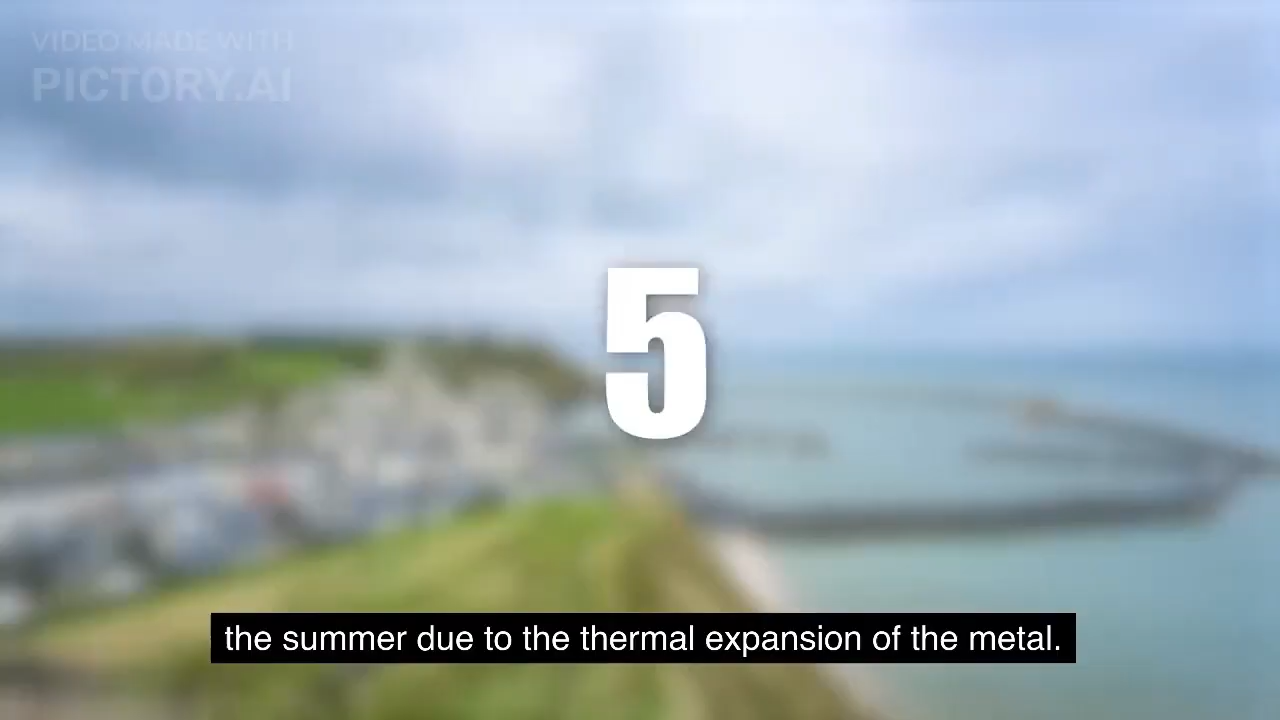 VIDEO MADE WITH
PICTORY.AI
5
the summer due to the thermal expansion of the metal.